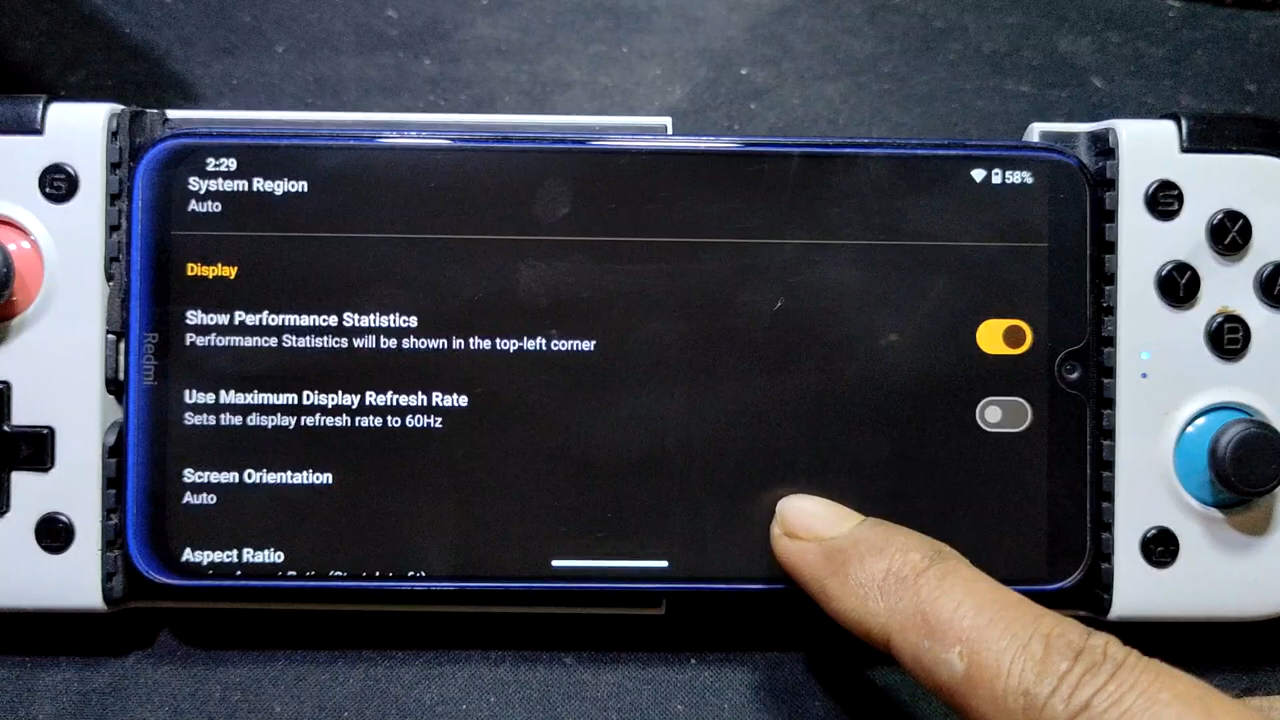 2:29
58%
System Region
Auto
Display
Show Performance Statistics
Performance Statistics will be shown in the top-left corner
Use Maximum Display Refresh Rate
Sets the display refresh rate to 60Hz
Screen Orientation
Auto
Aspect Ratio
Redmi
G
S
X
Y
A
B